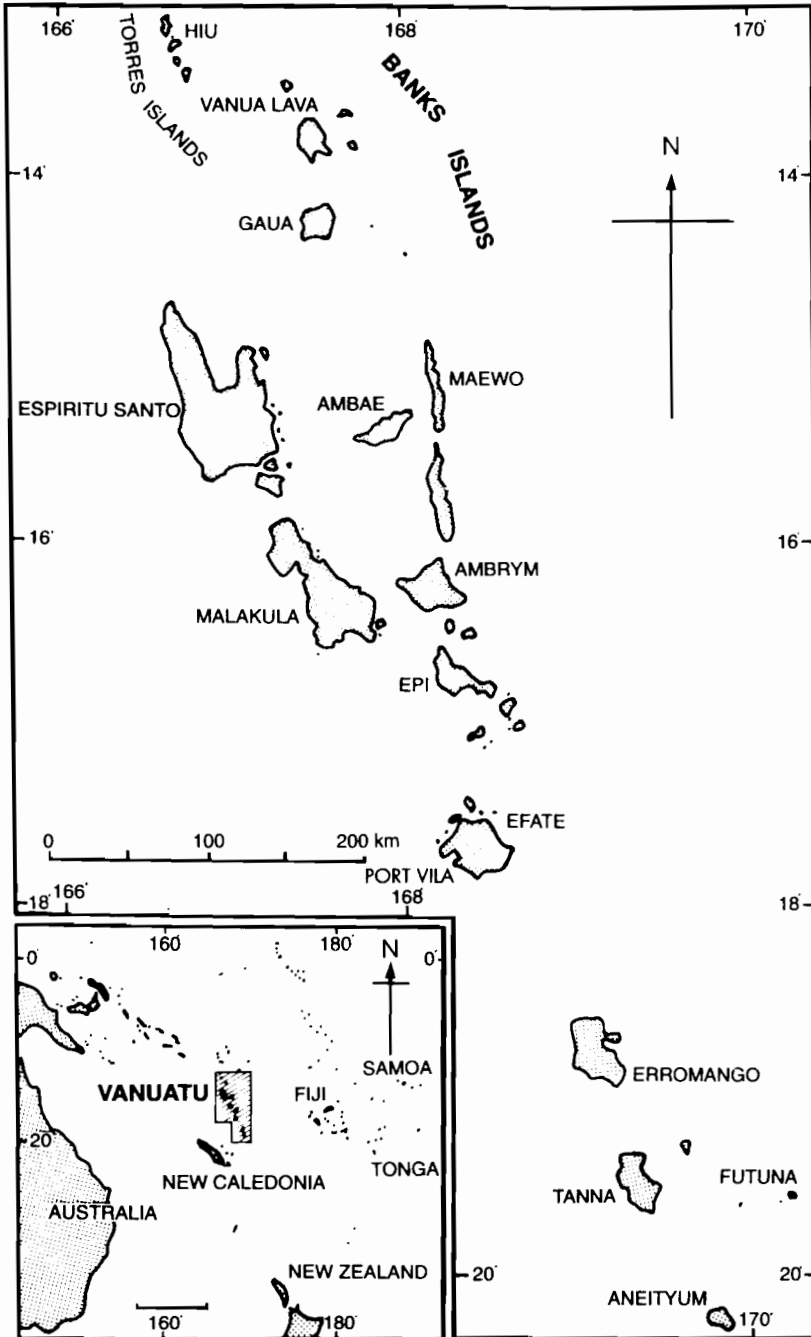 166°
168°
170°
TORRES ISLANDS
HIU
BANKS ISLANDS
VANUA LAVA
14°
14°
N
GAUA
MAEWO
AMBAE
ESPIRITU SANTO
16°
16°
AMBRYM
MALAKULA
EPI
EFATE
0 100 200 km
PORT VILA
18°
166°
168°
18°
160°
180°
N
0°
0°
SAMOA
VANUATU
FIJI
20°
TONGA
NEW CALEDONIA
AUSTRALIA
NEW ZEALAND
160°
180°
ERROMANGO
FUTUNA
TANNA
20°
20°
ANEITYUM
170°